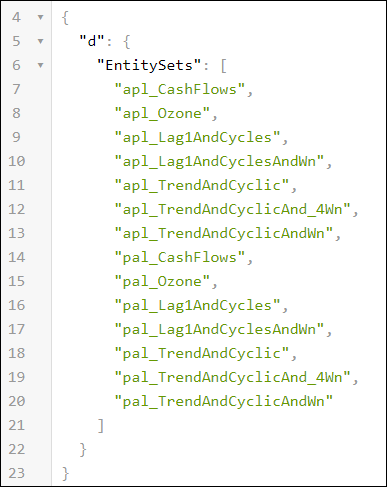 4 {
5 "d": {
6 "EntitySets": [
7 "apl_CashFlows",
8 "apl_Ozone",
9 "apl_Lag1AndCycles",
10 "apl_Lag1AndCyclesAndWn",
11 "apl_TrendAndCyclic",
12 "apl_TrendAndCyclicAnd_4Wn",
13 "apl_TrendAndCyclicAndWn",
14 "pal_CashFlows",
15 "pal_Ozone",
16 "pal_Lag1AndCycles",
17 "pal_Lag1AndCyclesAndWn",
18 "pal_TrendAndCyclic",
19 "pal_TrendAndCyclicAnd_4Wn",
20 "pal_TrendAndCyclicAndWn"
21 ]
22 }
23 }